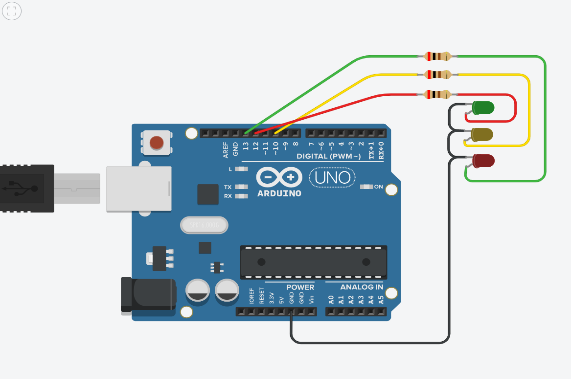 AREF
GND
13
12
~11
~10
~9
8
7
~6
~5
4
~3
2
TX→1
RX←0
DIGITAL (PWM~)
L
TX
RX
ARDUINO
UNO
ON
IOREF
RESET
3.3V
5V
GND
GND
Vin
POWER
ANALOG IN
A0
A1
A2
A3
A4
A5